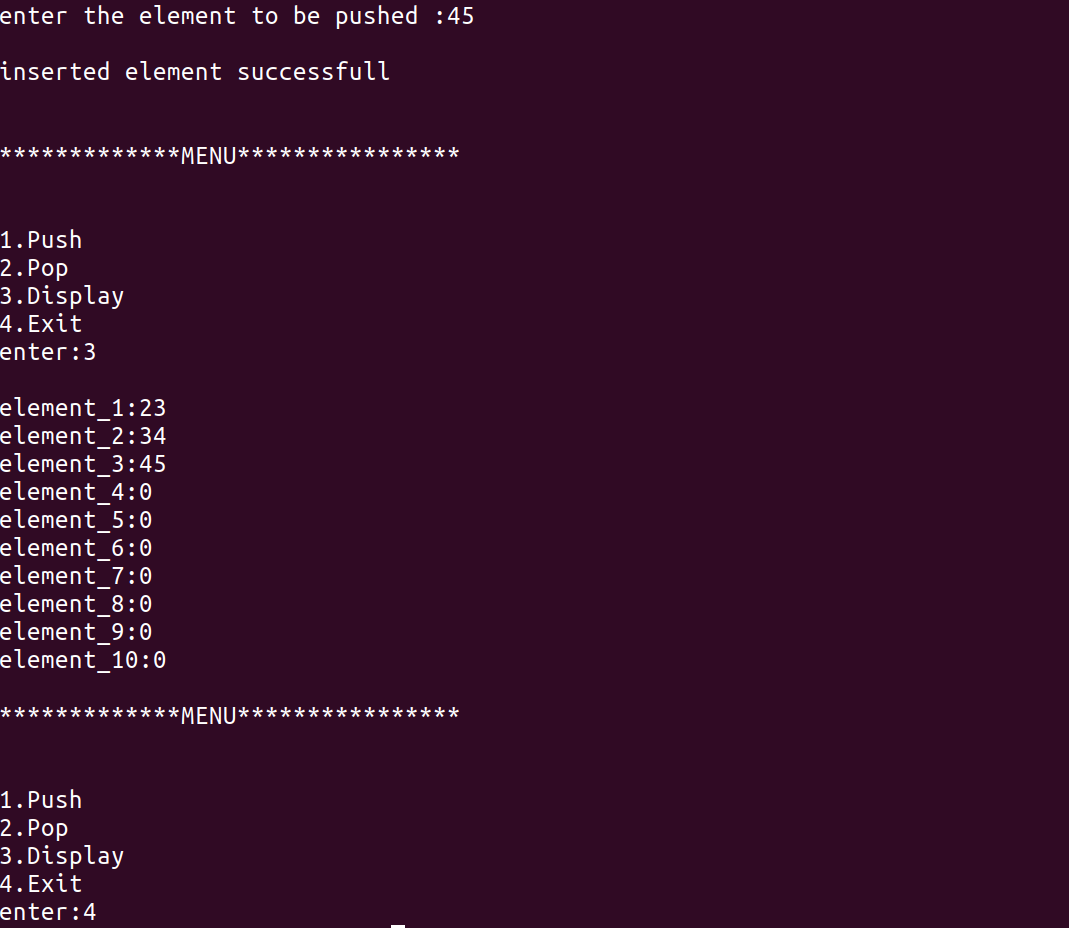 enter the element to be pushed :45
inserted element successfull
*************MENU****************
1.Push
2.Pop
3.Display
4.Exit
enter:3
element_1:23
element_2:34
element_3:45
element_4:0
element_5:0
element_6:0
element_7:0
element_8:0
element_9:0
element_10:0
*************MENU****************
1.Push
2.Pop
3.Display
4.Exit
enter:4